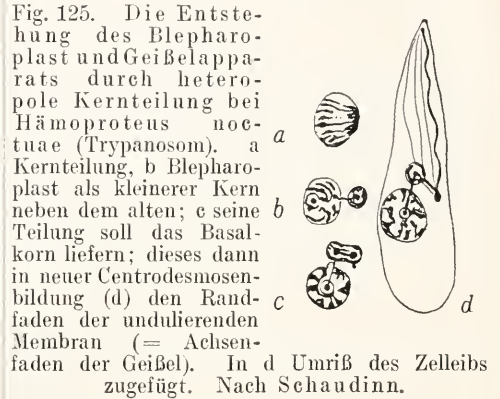 Fig. 125. Die Entste-
hung des Blepharo-
plast und Geißelappa-
rats durch hetero-
pole Kernteilung bei
Hämoproteus noc-
tuae (Trypanosom). a
Kernteilung, b Blepharo-
plast als kleinerer Kern
neben dem alten; c seine
Teilung soll das Basal-
korn liefern; dieses dann
in neuer Centrodesmosen-
bildung (d) den Rand-
faden der undulierenden
Membran (= Achsen-
faden der Geißel). In d Umriß des Zelleibs
zugefügt. Nach Schaudinn.
a
b
c
d